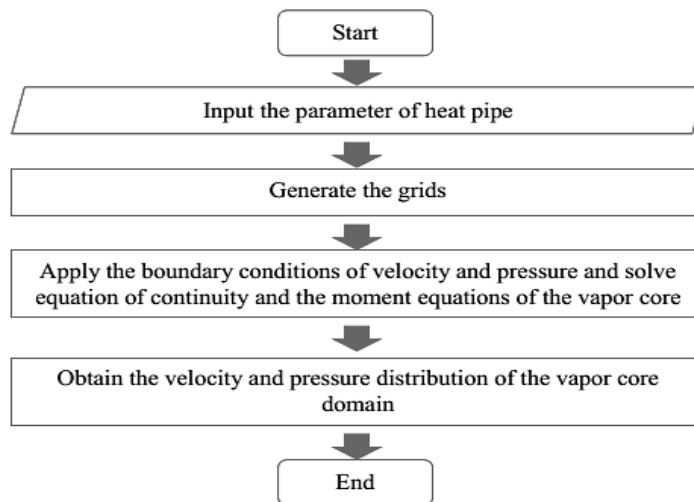 Start
Input the parameter of heat pipe
Generate the grids
Apply the boundary conditions of velocity and pressure and solve
equation of continuity and the moment equations of the vapor core
Obtain the velocity and pressure distribution of the vapor core
domain
End